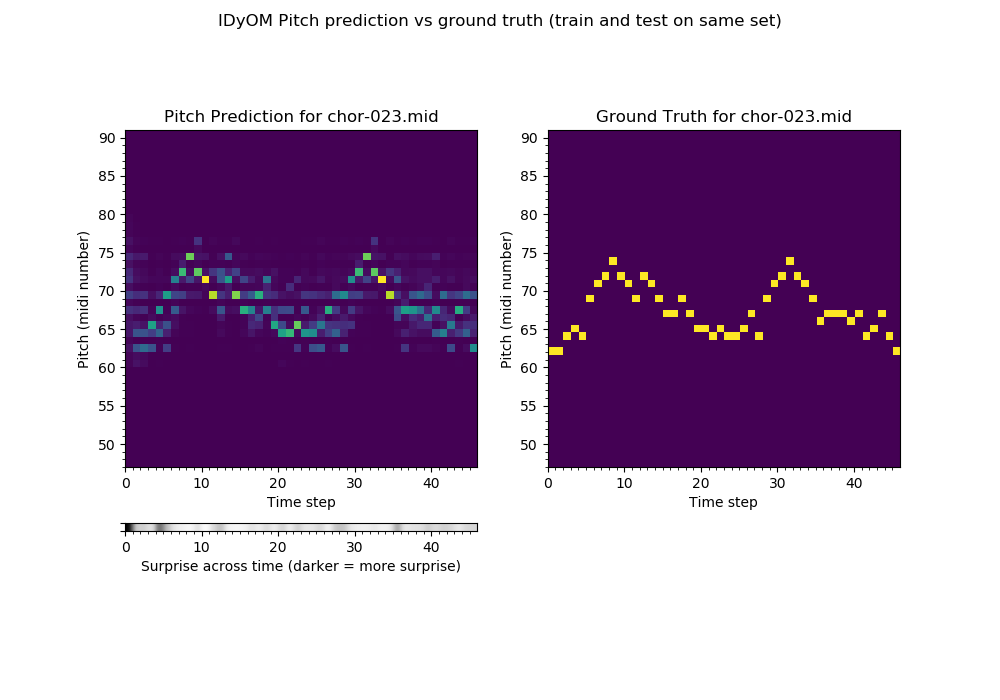 IDyOM Pitch prediction vs ground truth (train and test on same set)
Pitch Prediction for chor-023.mid
90
85
80
75
70
65
60
55
50
Pitch (midi number)
0 10 20 30 40
Time step
0 10 20 30 40
Surprise across time (darker = more surprise)
Ground Truth for chor-023.mid
90
85
80
75
70
65
60
55
50
Pitch (midi number)
0 10 20 30 40
Time step